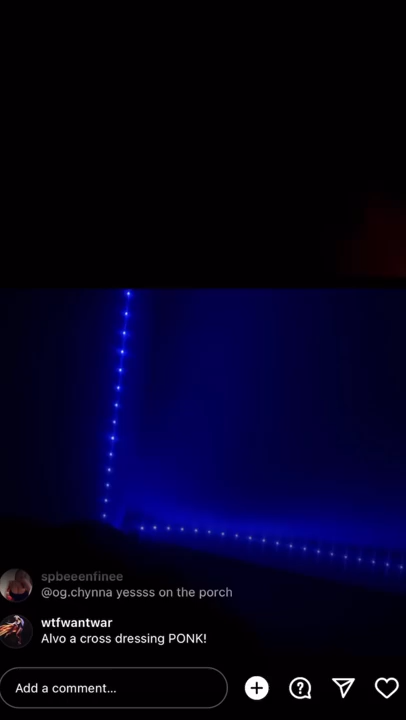 spbeeenfinee
@og.chynna yessss on the porch
wtfwantwar
Alvo a cross dressing PONK!
Add a comment...